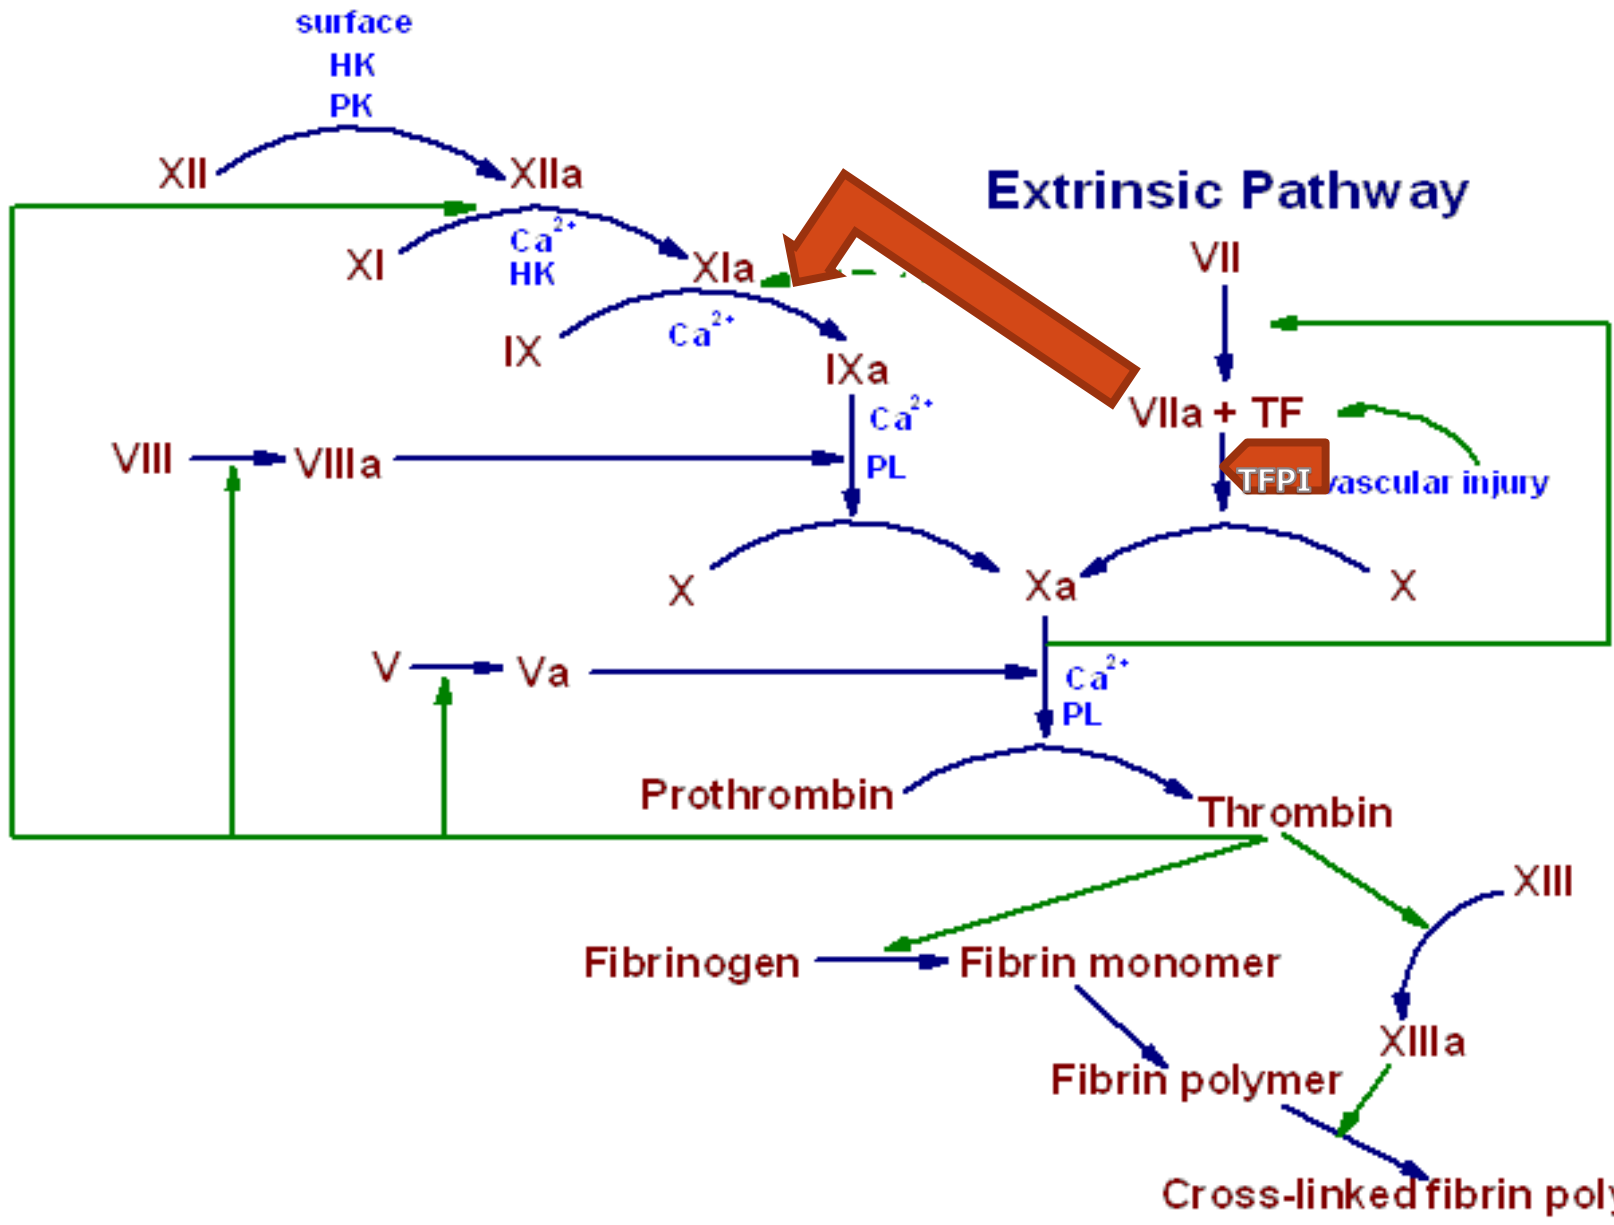 surface
HK
PK
XII
XIIa
Extrinsic Pathway
XI
Ca2+
HK
XIa
VII
IX
Ca2+
IXa
Ca2+
VIIa + TF
VIII
VIIIa
PL
TFPI
vascular injury
X
Xa
X
V
Va
Ca2+
PL
Prothrombin
Thrombin
XIII
Fibrinogen
Fibrin monomer
XIIIa
Fibrin polymer
Cross-linked fibrin poly